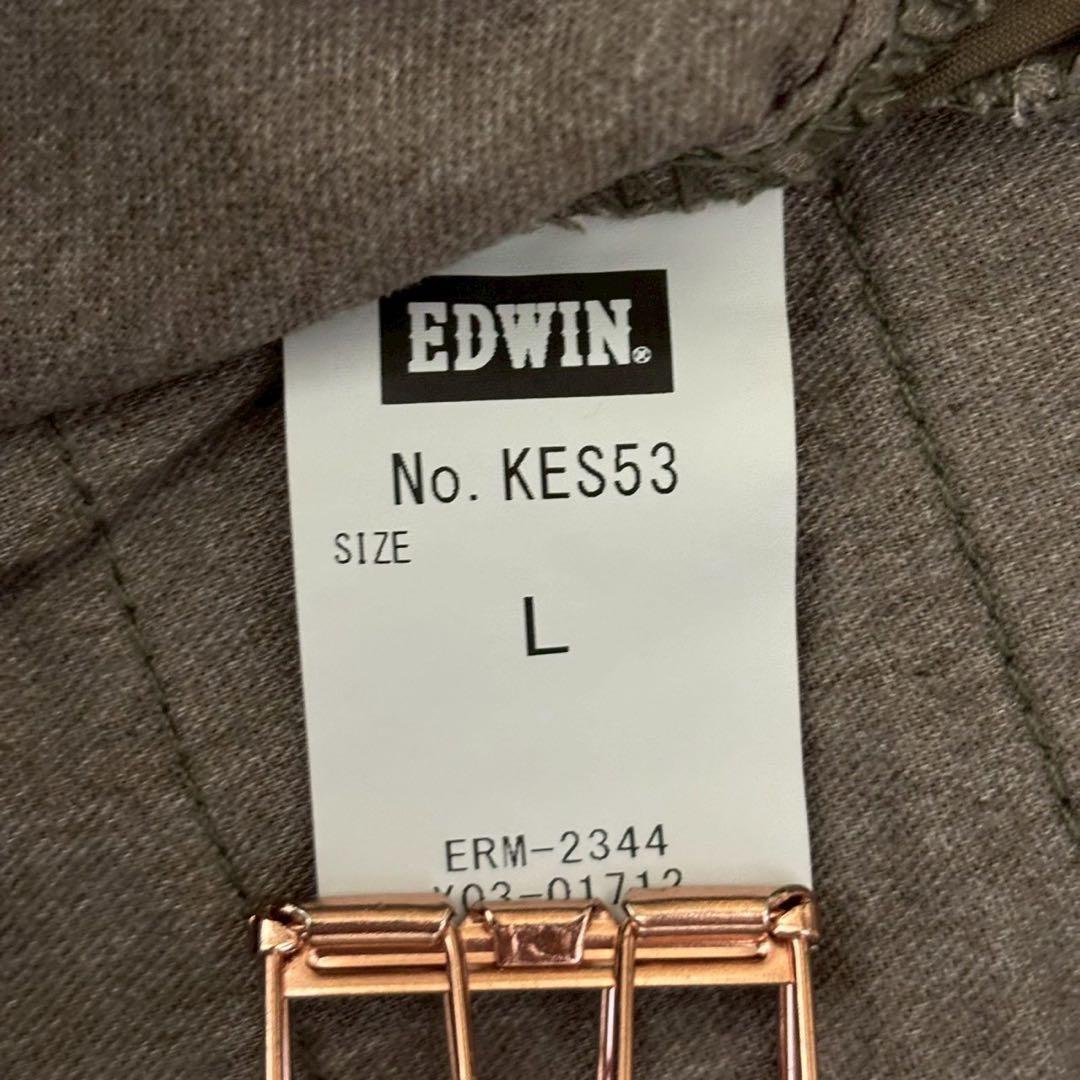 EDWIN®
No. KES53
SIZE
L
ERM-2344